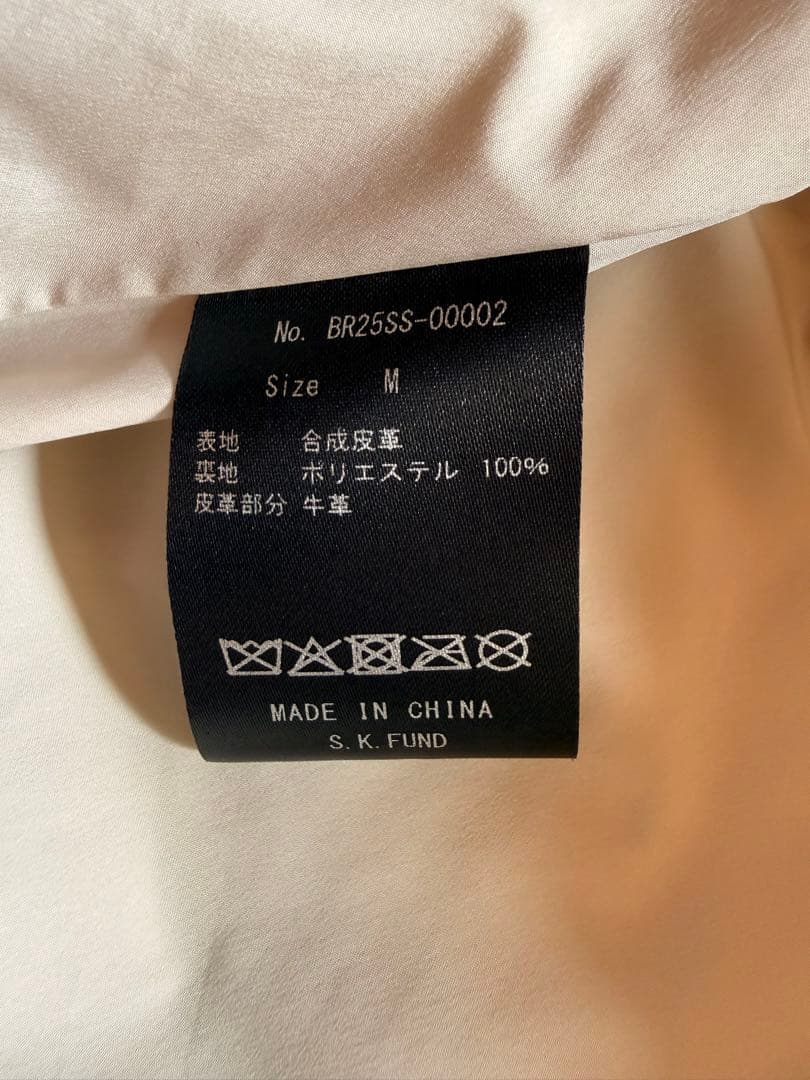 No. BR25SS-00002
Size M
表地 合成皮革
裏地 ポリエステル 100%
皮革部分 牛革
MADE IN CHINA
S. K. FUND